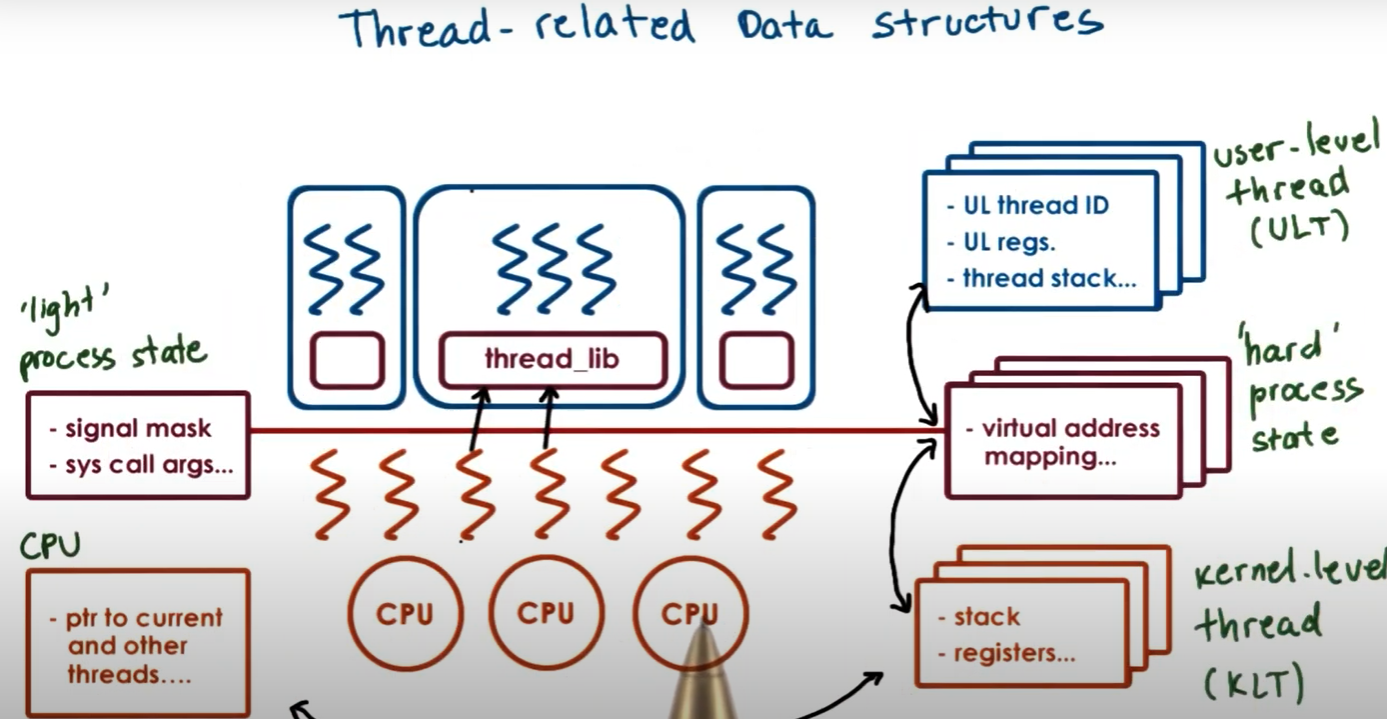 Thread-related Data structures
user-level
thread
(ULT)
- UL thread ID
- UL regs.
- thread stack...
'light'
process state
- signal mask
- sys call args...
thread_lib
'hard'
process
state
- virtual address
mapping...
CPU
- ptr to current
and other
threads....
CPU
CPU
CPU
- stack
- registers...
kernel-level
thread
(KLT)